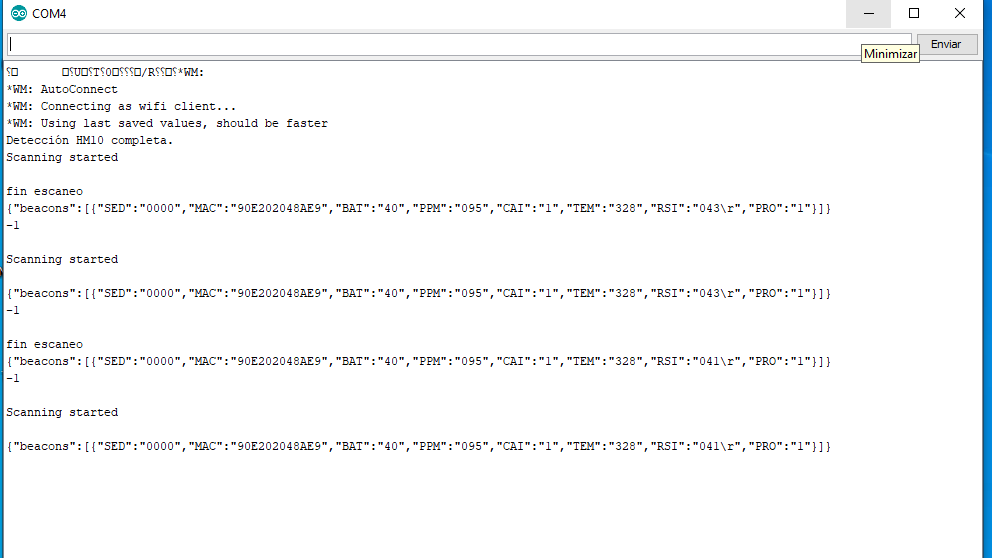 COM4
Enviar
Minimizar
*WM:
*WM: AutoConnect
*WM: Connecting as wifi client...
*WM: Using last saved values, should be faster
Detección HM10 completa.
Scanning started
fin escaneo
{"beacons":[{"SED":"0000","MAC":"90E202048AE9","BAT":"40","PPM":"095","CAI":"1","TEM":"328","RSI":"043\r","PRO":"1"}]}
-1
Scanning started
{"beacons":[{"SED":"0000","MAC":"90E202048AE9","BAT":"40","PPM":"095","CAI":"1","TEM":"328","RSI":"043\r","PRO":"1"}]}
-1
fin escaneo
{"beacons":[{"SED":"0000","MAC":"90E202048AE9","BAT":"40","PPM":"095","CAI":"1","TEM":"328","RSI":"041\r","PRO":"1"}]}
-1
Scanning started
{"beacons":[{"SED":"0000","MAC":"90E202048AE9","BAT":"40","PPM":"095","CAI":"1","TEM":"328","RSI":"041\r","PRO":"1"}]}